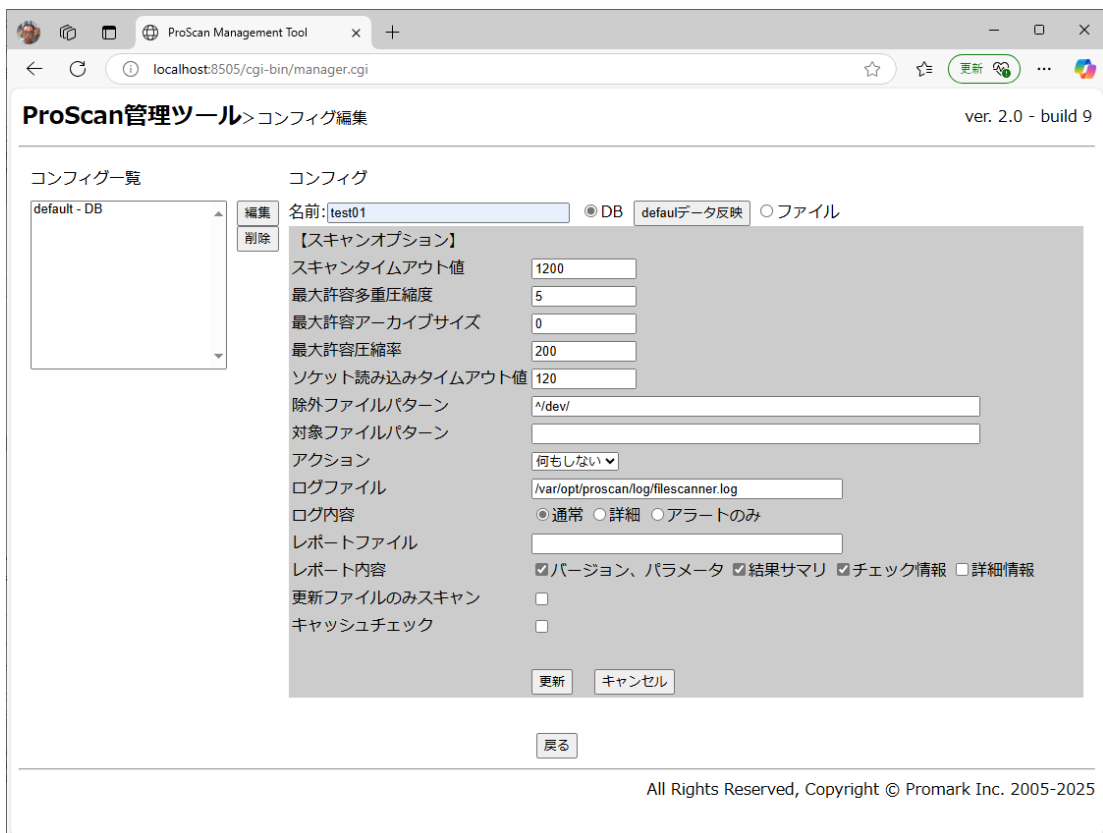 ProScan Management Tool
localhost:8505/cgi-bin/manager.cgi
更新
ProScan管理ツール>コンフィグ編集
ver. 2.0 - build 9
コンフィグ一覧
default - DB
編集
削除
コンフィグ
名前: test01 DB defaulデータ反映 ファイル
【スキャンオプション】
スキャンタイムアウト値 1200
最大許容多重圧縮度 5
最大許容アーカイブサイズ 0
最大許容圧縮率 200
ソケット読み込みタイムアウト値 120
除外ファイルパターン ^/dev/
対象ファイルパターン
アクション 何もしない
ログファイル /var/opt/proscan/log/filescanner.log
ログ内容 通常 詳細 アラートのみ
レポートファイル
レポート内容 バージョン、パラメータ 結果サマリ チェック情報 詳細情報
更新ファイルのみスキャン
キャッシュチェック
更新 キャンセル
戻る
All Rights Reserved, Copyright © Promark Inc. 2005-2025